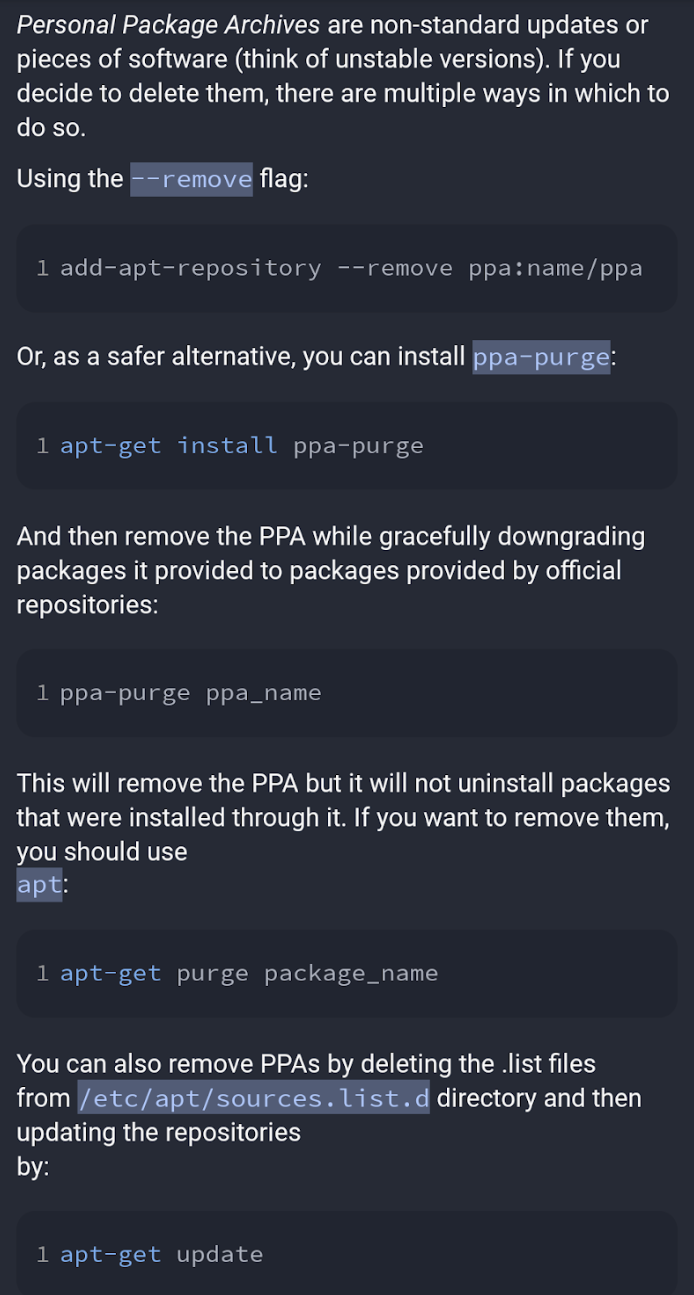 Personal Package Archives are non-standard updates or
pieces of software (think of unstable versions). If you
decide to delete them, there are multiple ways in which to
do so.
Using the --remove flag:
1 add-apt-repository --remove ppa:name/ppa
Or, as a safer alternative, you can install ppa-purge:
1 apt-get install ppa-purge
And then remove the PPA while gracefully downgrading
packages it provided to packages provided by official
repositories:
1 ppa-purge ppa_name
This will remove the PPA but it will not uninstall packages
that were installed through it. If you want to remove them,
you should use
apt:
1 apt-get purge package_name
You can also remove PPAs by deleting the .list files
from /etc/apt/sources.list.d directory and then
updating the repositories
by:
1 apt-get update